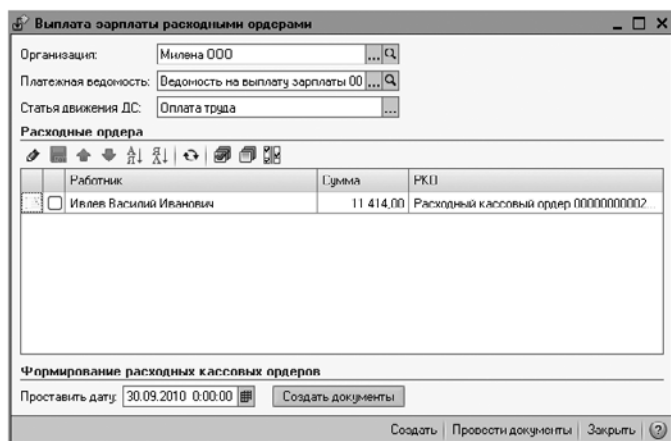 Выплата зарплаты расходными ордерами
Организация: Милена ООО ...
Платежная ведомость: Ведомость на выплату зарплаты 00 ...
Статья движения ДС: Оплата труда ...
Расходные ордера
Работник Сумма РКО
Ивлев Василий Иванович 11 414,00 Расходный кассовый ордер 00000000002...
Формирование расходных кассовых ордеров
Проставить дату: 30.09.2010 0:00:00 Создать документы
Создать Провести документы Закрыть ?